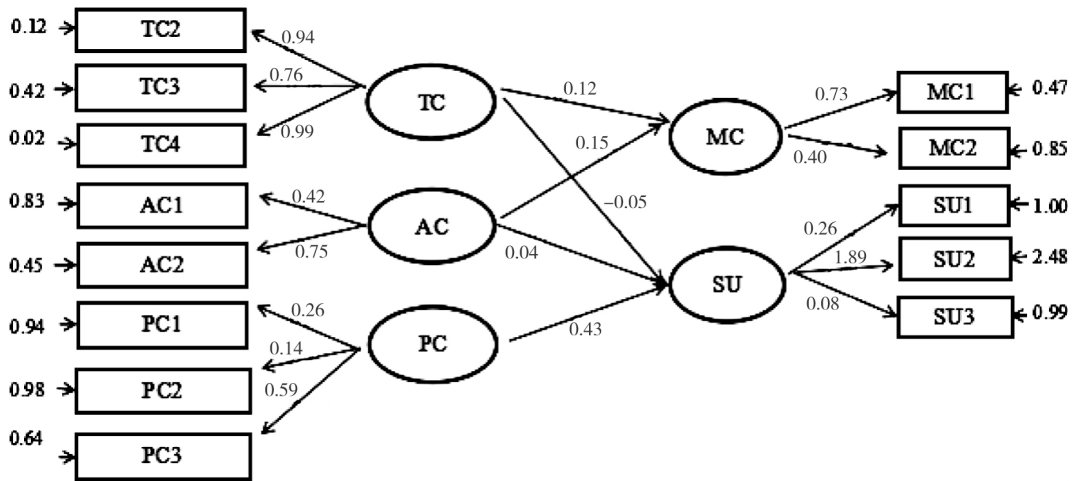 0.12 TC2 0.94
0.42 TC3 0.76 TC 0.12 0.73 MC1 0.47
0.02 TC4 0.99 0.15 MC 0.40 MC2 0.85
0.83 AC1 0.42 AC −0.05 0.26 SU1 1.00
0.45 AC2 0.75 0.04 SU 1.89 SU2 2.48
0.94 PC1 0.26 PC 0.43 0.08 SU3 0.99
0.98 PC2 0.14
0.64 PC3 0.59